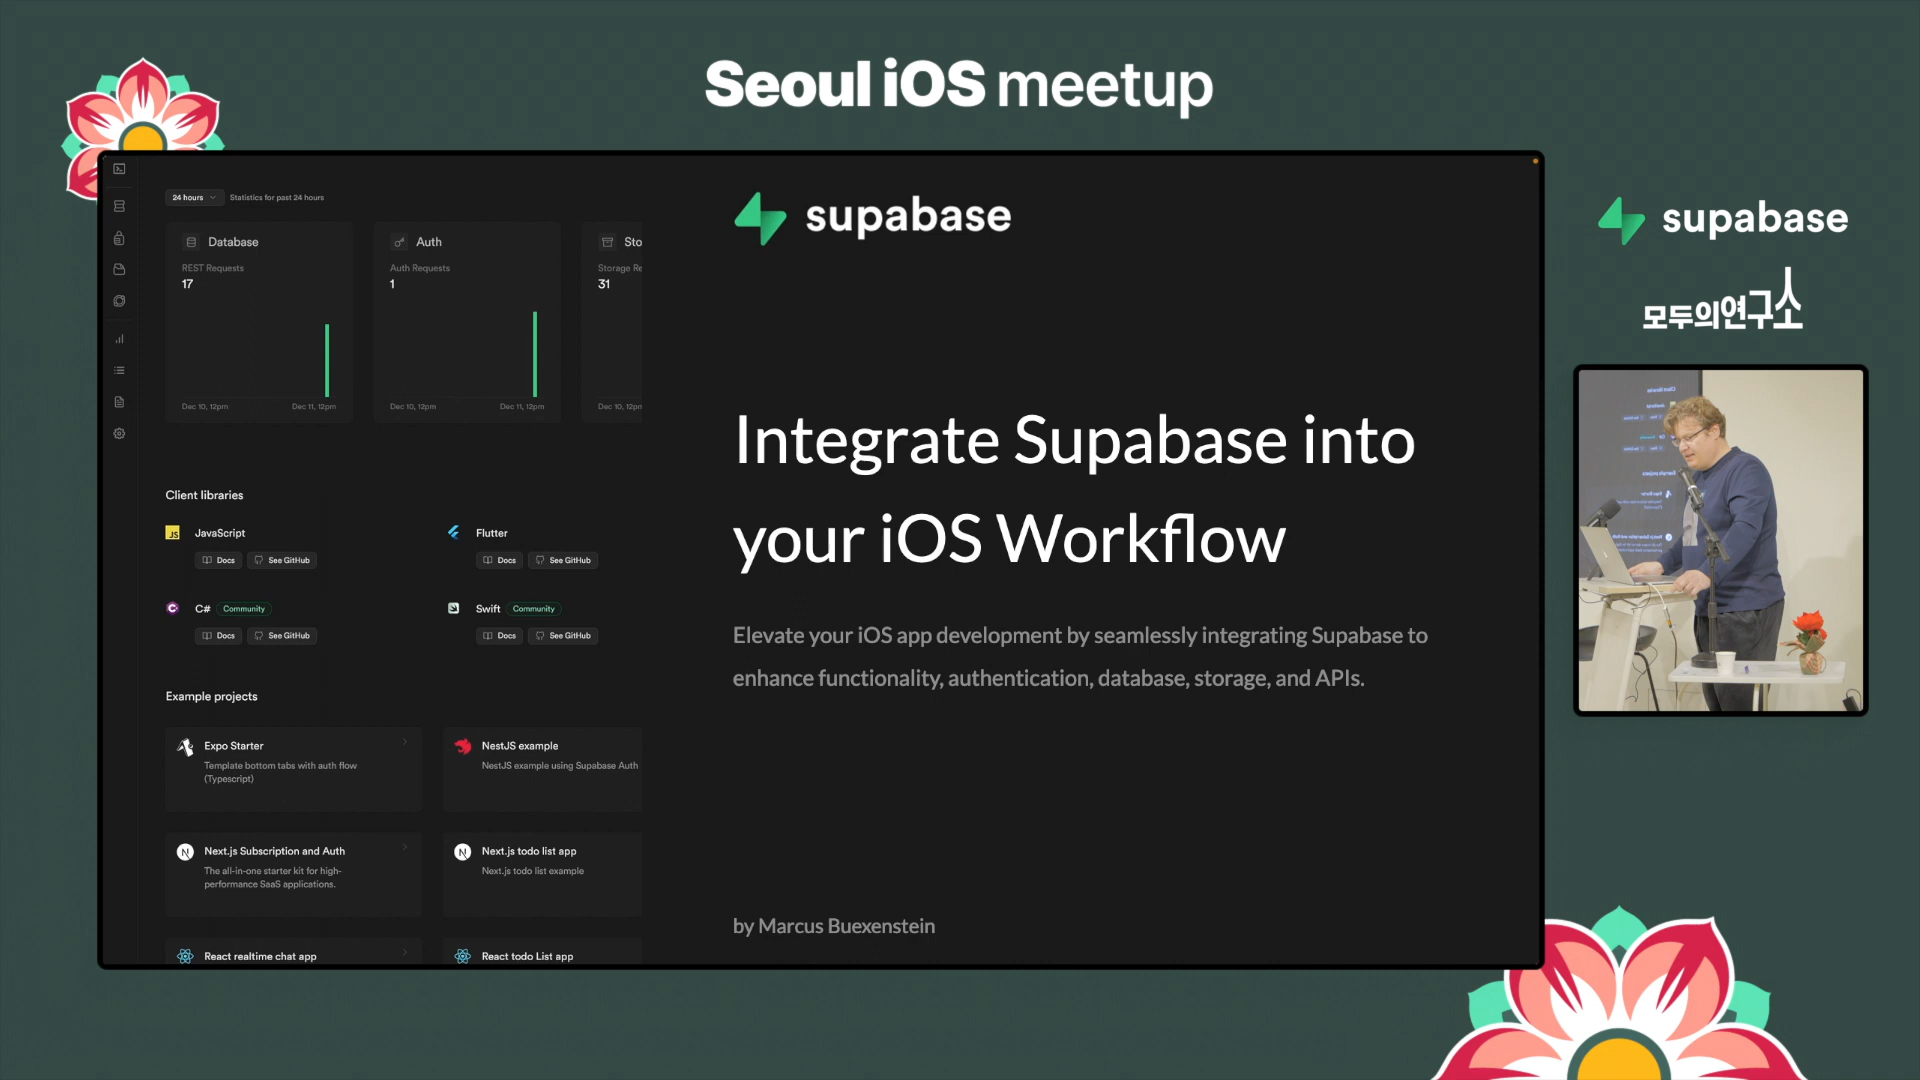 Seoul iOS meetup
24 hours
Statistics for past 24 hours
Database
REST Requests
17
Dec 10, 12pm
Dec 11, 12pm
Auth
Auth Requests
1
Dec 10, 12pm
Dec 11, 12pm
Sto
Storage Re
31
Dec 10, 12pm
Client libraries
JS
JavaScript
Docs
See GitHub
Flutter
Docs
See GitHub
C
C#
Community
Docs
See GitHub
Swift
Community
Docs
See GitHub
Example projects
Expo Starter
Template bottom tabs with auth flow
(Typescript)
NestJS example
NestJS example using Supabase Auth
N
Next.js Subscription and Auth
The all-in-one starter kit for high-
performance SaaS applications.
N
Next.js todo list app
Next.js todo list example
React realtime chat app
React todo List app
supabase
Integrate Supabase into
your iOS Workflow
Elevate your iOS app development by seamlessly integrating Supabase to
enhance functionality, authentication, database, storage, and APIs.
by Marcus Buexenstein
supabase
모두의연구소